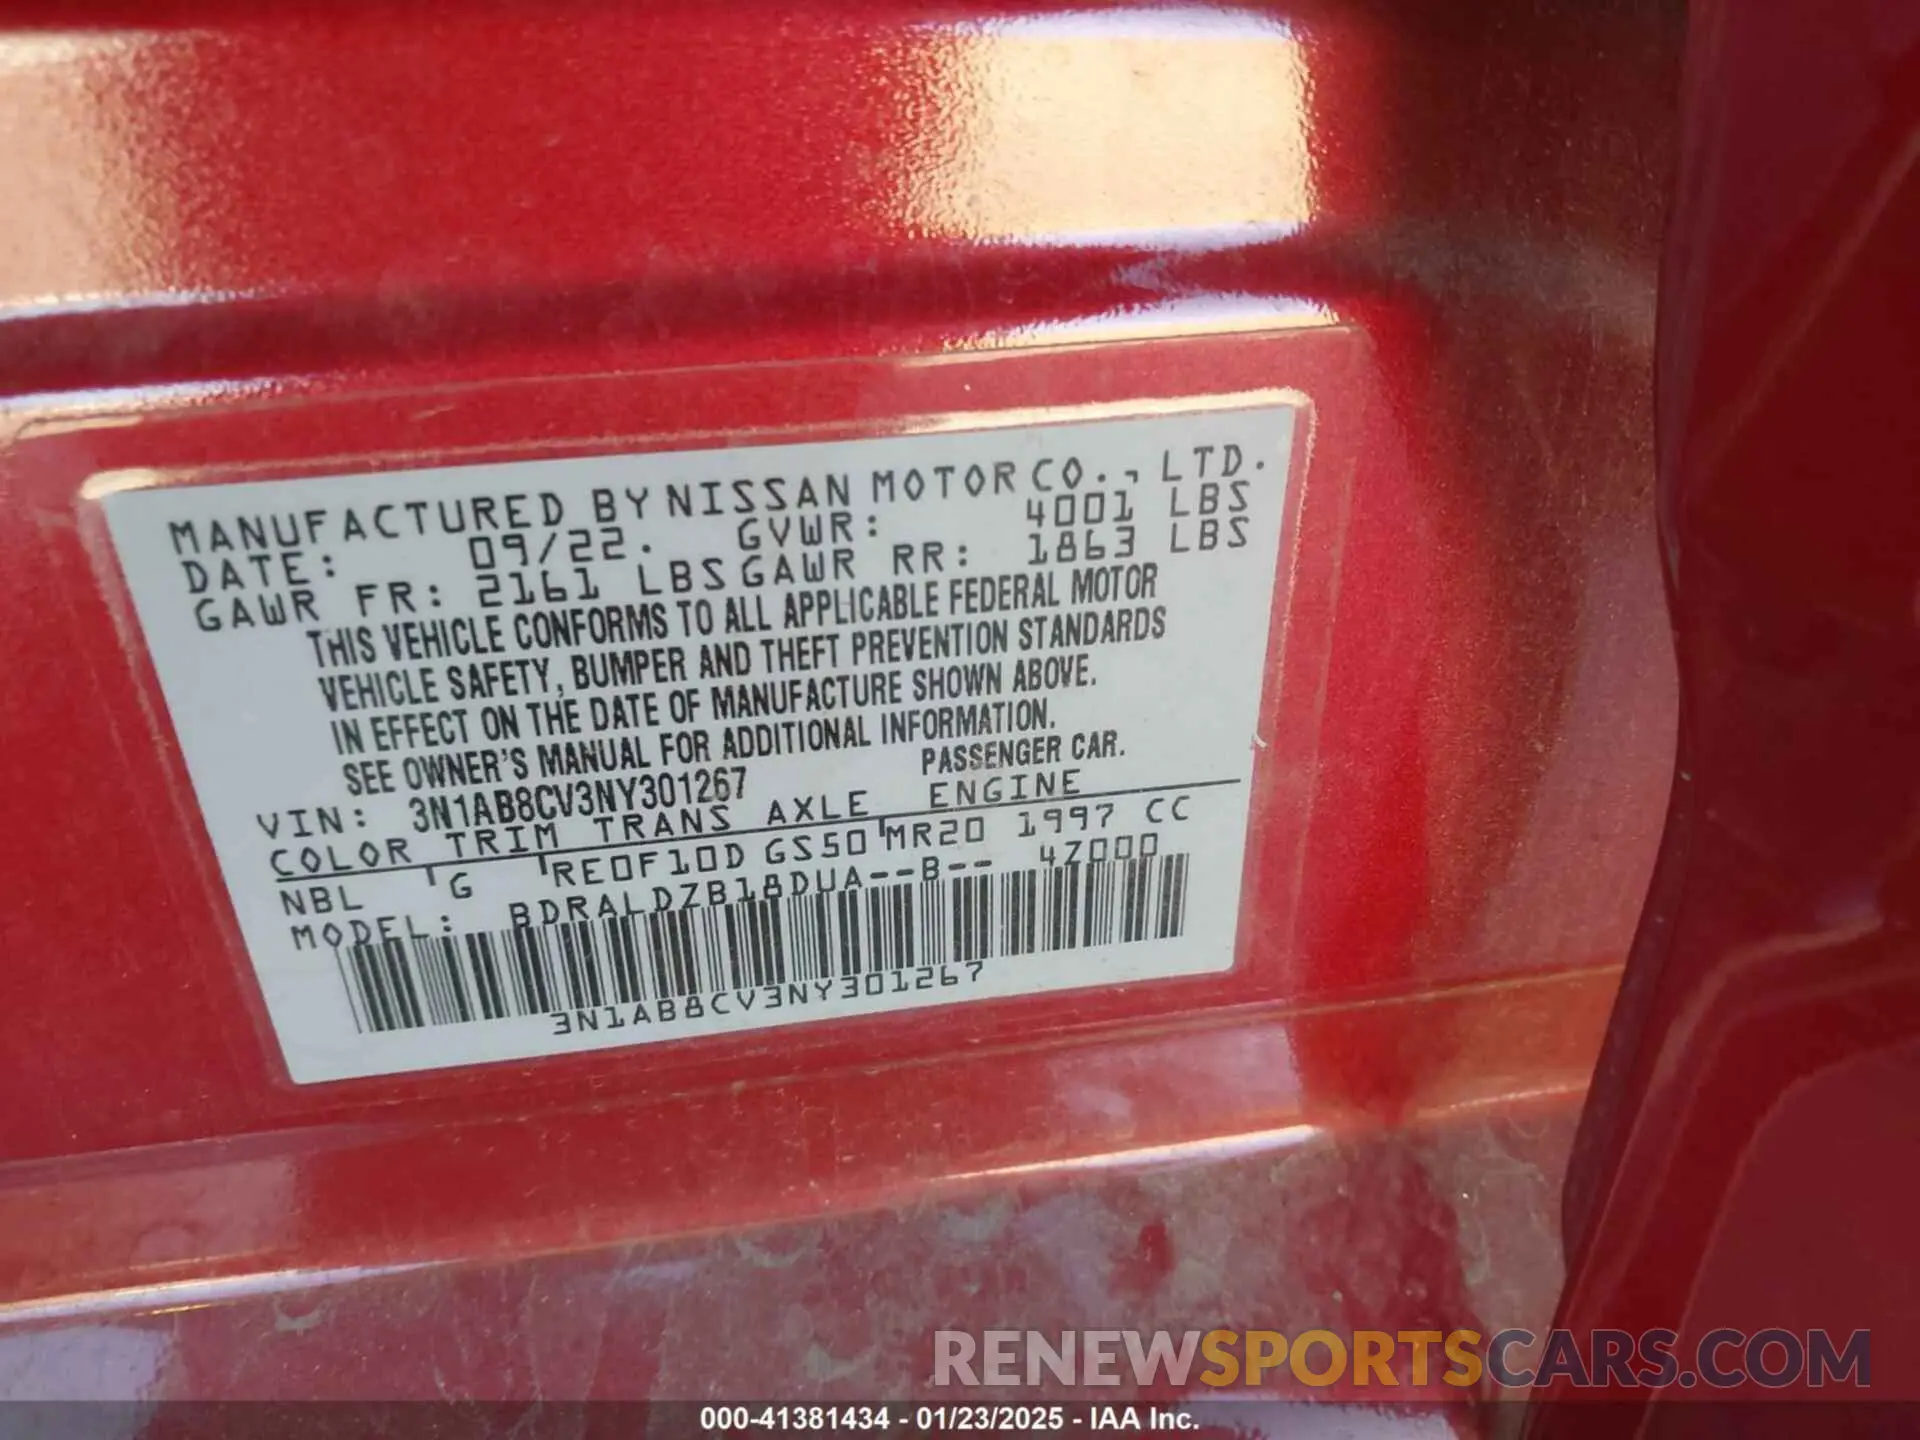 MANUFACTURED BY NISSAN MOTOR CO., LTD.
DATE: 09/22. GVWR: 4001 LBS
GAWR FR: 2161 LBS GAWR RR: 1863 LBS
THIS VEHICLE CONFORMS TO ALL APPLICABLE FEDERAL MOTOR
VEHICLE SAFETY, BUMPER AND THEFT PREVENTION STANDARDS
IN EFFECT ON THE DATE OF MANUFACTURE SHOWN ABOVE.
SEE OWNER'S MANUAL FOR ADDITIONAL INFORMATION.
VIN: 3N1AB8CV3NY301267 PASSENGER CAR.
COLOR TRIM TRANS AXLE ENGINE
NBL G RE0F10D GS50 MR20 1997 CC
MODEL: BDRALDZB18DUA--B-- 4Z000
3N1AB8CV3NY301267
RENEWSPORTSCARS.COM
000-41381434 - 01/23/2025 - IAA Inc.